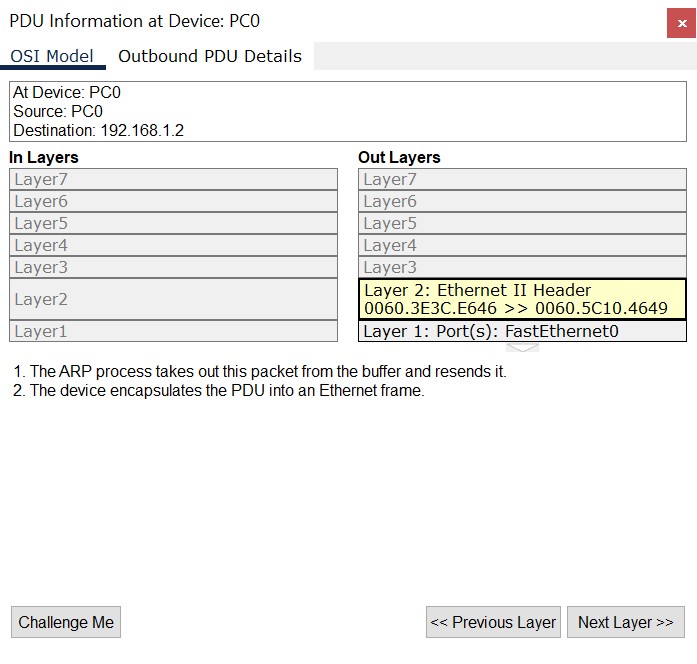 PDU Information at Device: PC0
x
OSI Model
Outbound PDU Details
At Device: PC0
Source: PC0
Destination: 192.168.1.2
In Layers
Layer7
Layer6
Layer5
Layer4
Layer3
Layer2
Layer1
Out Layers
Layer7
Layer6
Layer5
Layer4
Layer3
Layer 2: Ethernet II Header
0060.3E3C.E646 >> 0060.5C10.4649
Layer 1: Port(s): FastEthernet0
1. The ARP process takes out this packet from the buffer and resends it.
2. The device encapsulates the PDU into an Ethernet frame.
Challenge Me
<< Previous Layer
Next Layer >>